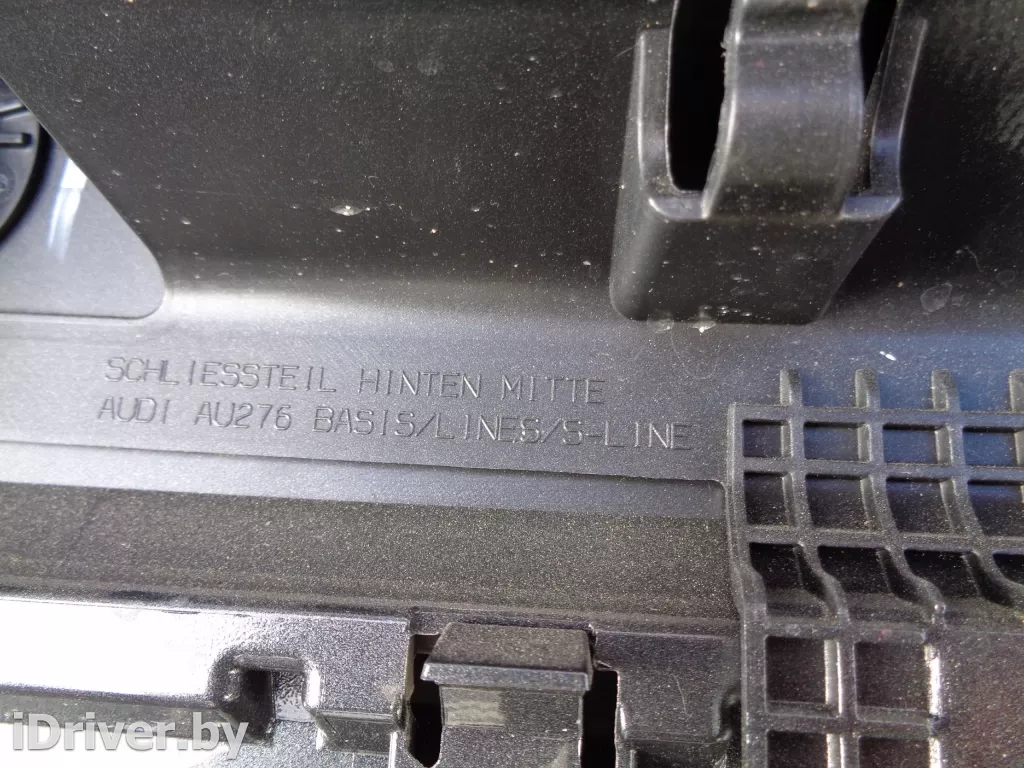 SCHLIESSTEIL HINTEN MITTE
AUDI AU276 BASIS/LINES/S-LINE
iDriver.by